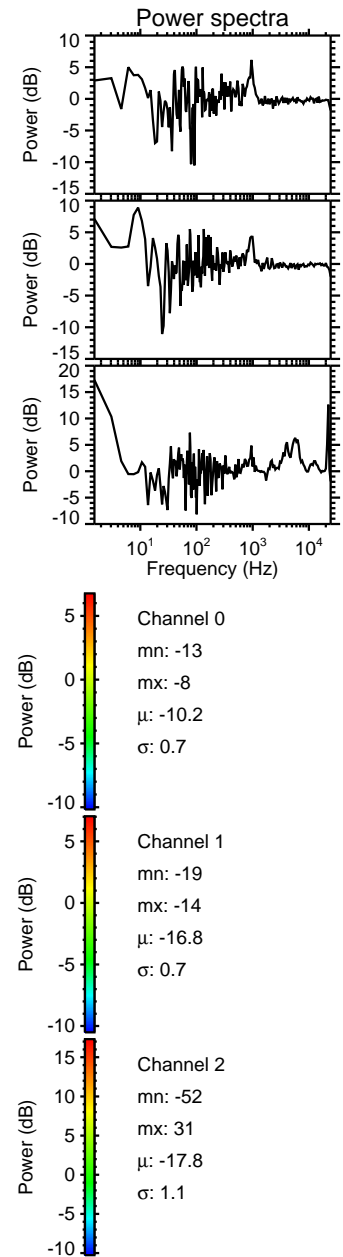 Power spectra
10
5
0
-5
-10
-15
Power (dB)
10
5
0
-5
-10
-15
Power (dB)
20
15
10
5
0
-5
-10
Power (dB)
10¹ 10² 10³ 10⁴
Frequency (Hz)
5
0
-5
-10
Power (dB)
Channel 0
mn: -13
mx: -8
μ: -10.2
σ: 0.7
5
0
-5
-10
Power (dB)
Channel 1
mn: -19
mx: -14
μ: -16.8
σ: 0.7
15
10
5
0
-5
-10
Power (dB)
Channel 2
mn: -52
mx: 31
μ: -17.8
σ: 1.1